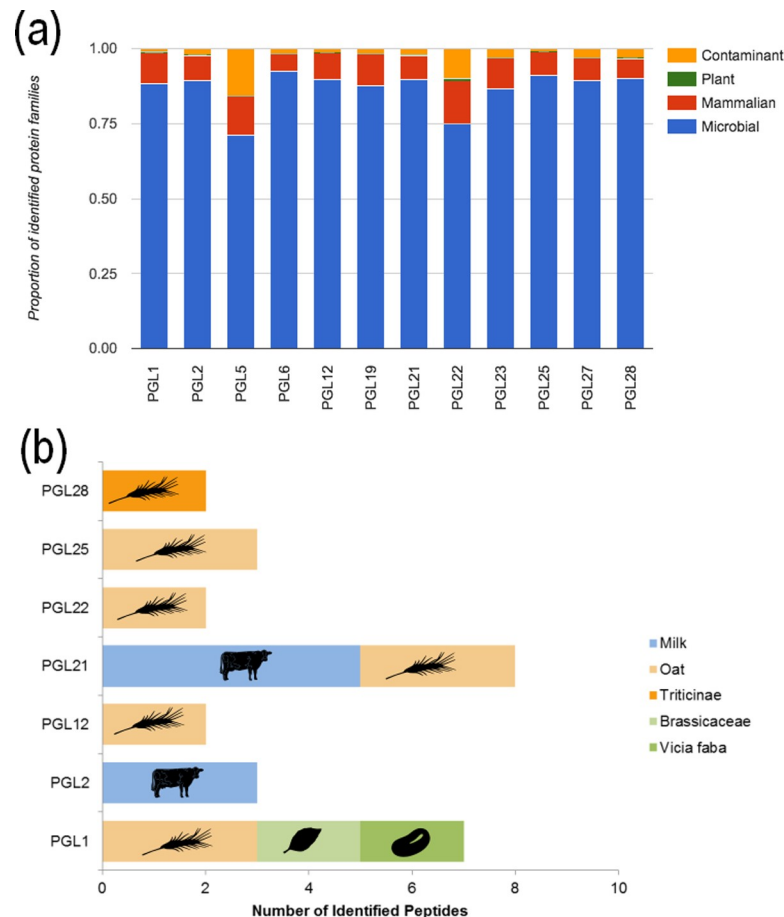 (a)
Proportion of identified protein families
1.00
0.75
0.50
0.25
0.00
PGL1
PGL2
PGL5
PGL6
PGL12
PGL19
PGL21
PGL22
PGL23
PGL25
PGL27
PGL28
Contaminant
Plant
Mammalian
Microbial
(b)
PGL28
PGL25
PGL22
PGL21
PGL12
PGL2
PGL1
0 2 4 6 8 10
Number of Identified Peptides
Milk
Oat
Triticinae
Brassicaceae
Vicia faba